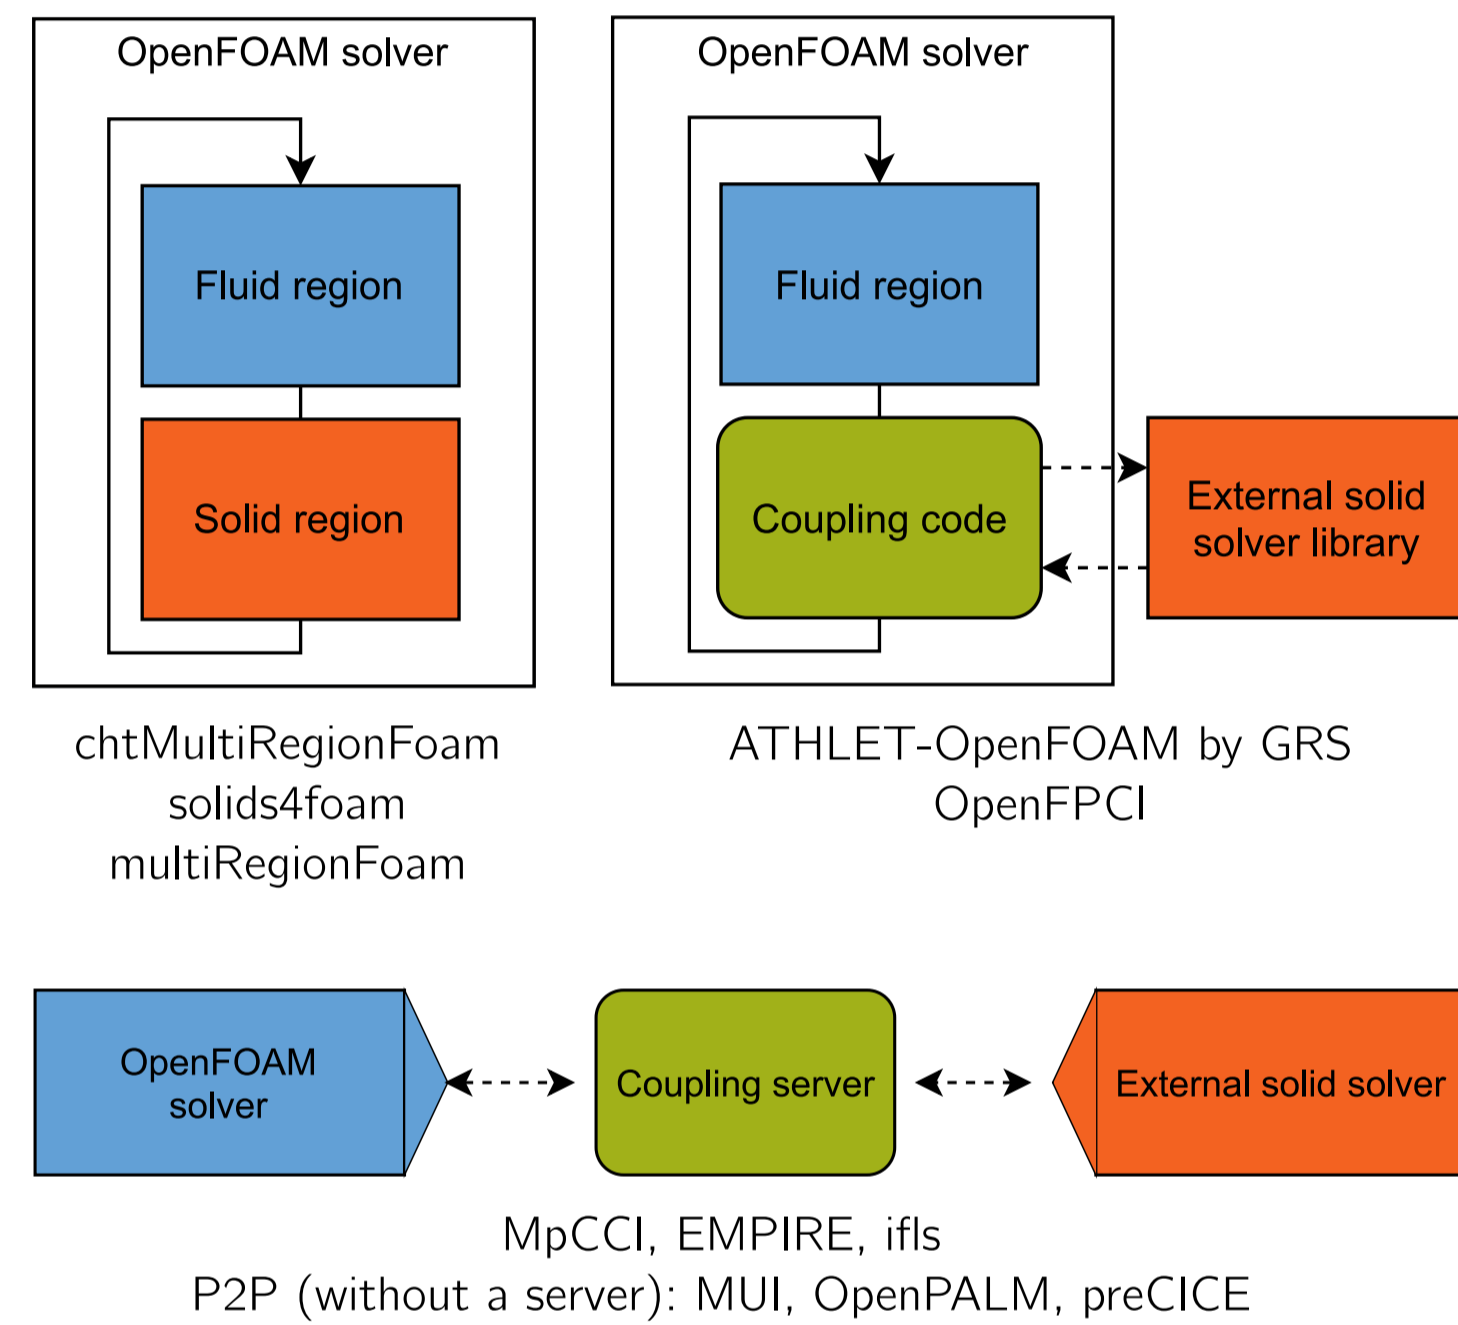 OpenFOAM solver
Fluid region
Solid region
chtMultiRegionFoam
solids4foam
multiRegionFoam
OpenFOAM solver
Fluid region
Coupling code
External solid
solver library
ATHLET-OpenFOAM by GRS
OpenFPCI
OpenFOAM
solver
Coupling server
External solid solver
MpCCI, EMPIRE, ifls
P2P (without a server): MUI, OpenPALM, preCICE